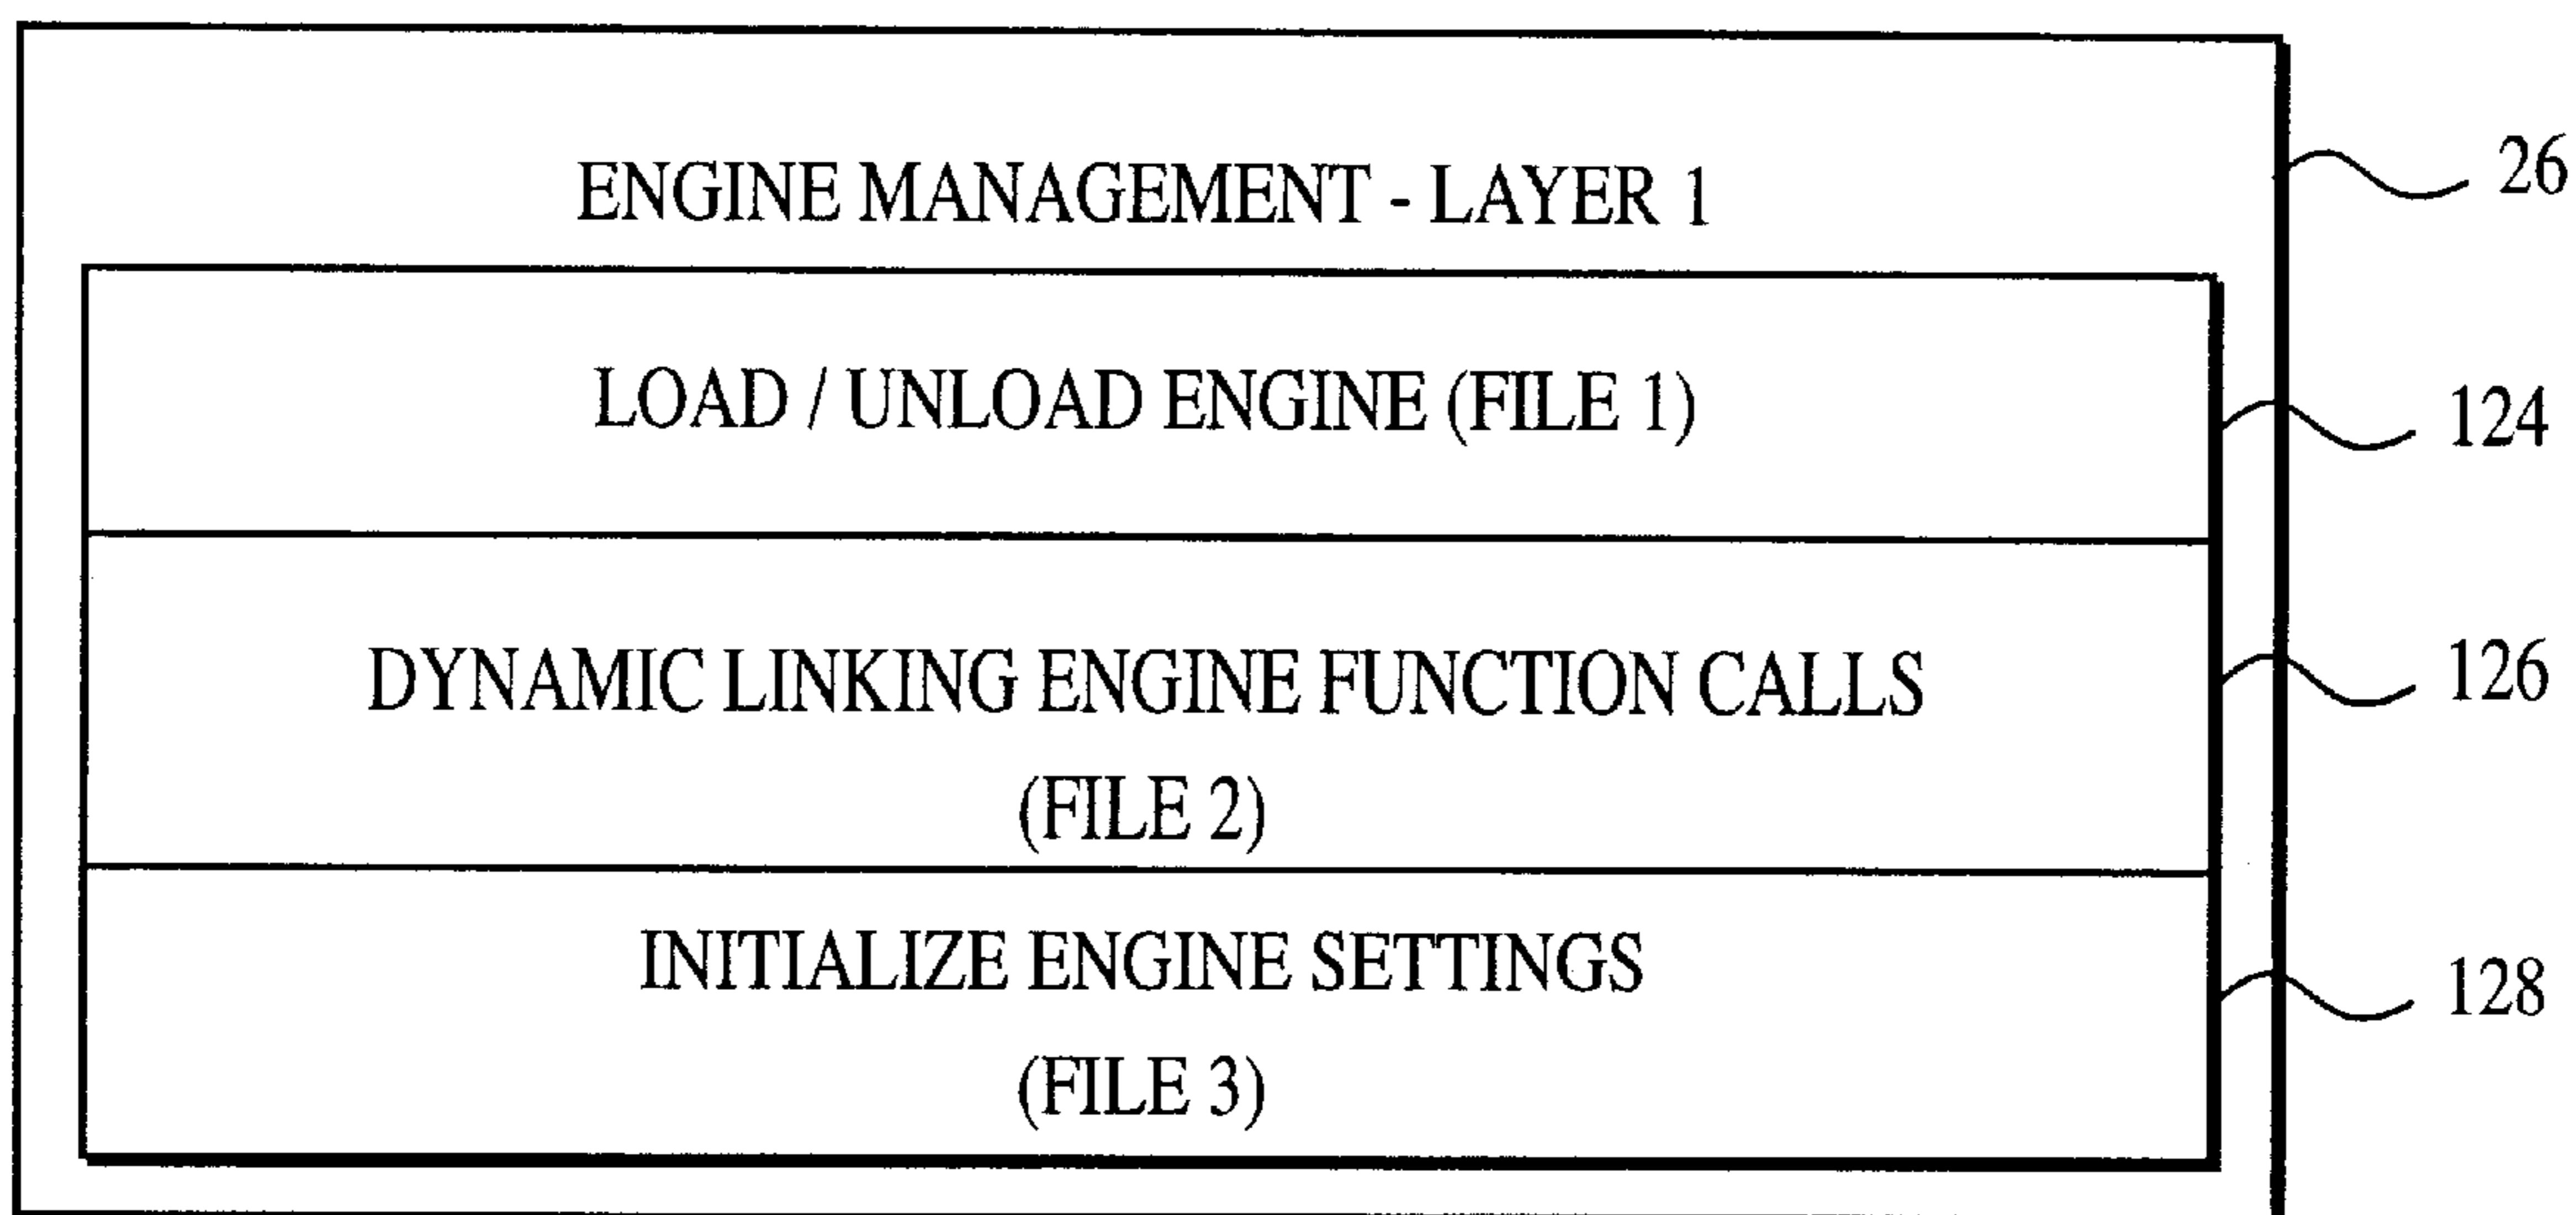 ENGINE MANAGEMENT - LAYER 1
26
LOAD / UNLOAD ENGINE (FILE 1)
124
DYNAMIC LINKING ENGINE FUNCTION CALLS
(FILE 2)
126
INITIALIZE ENGINE SETTINGS
(FILE 3)
128